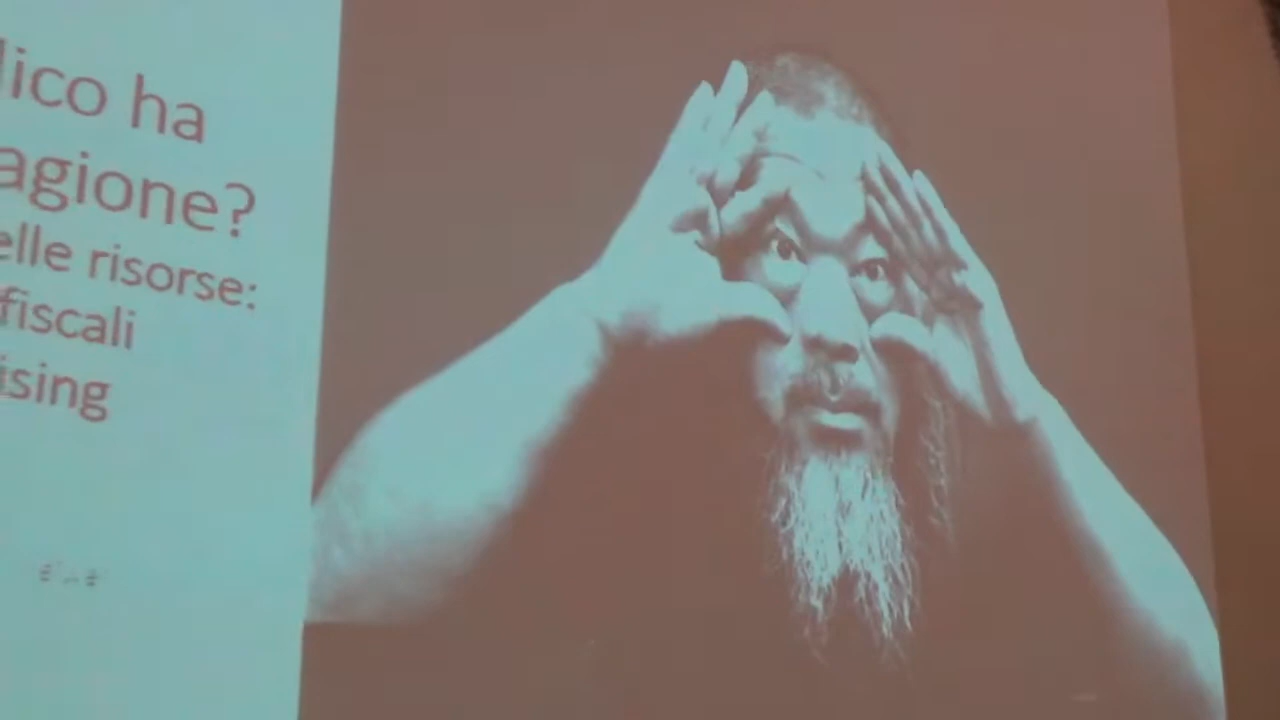 lico ha
agione?
elle risorse:
fiscali
ising